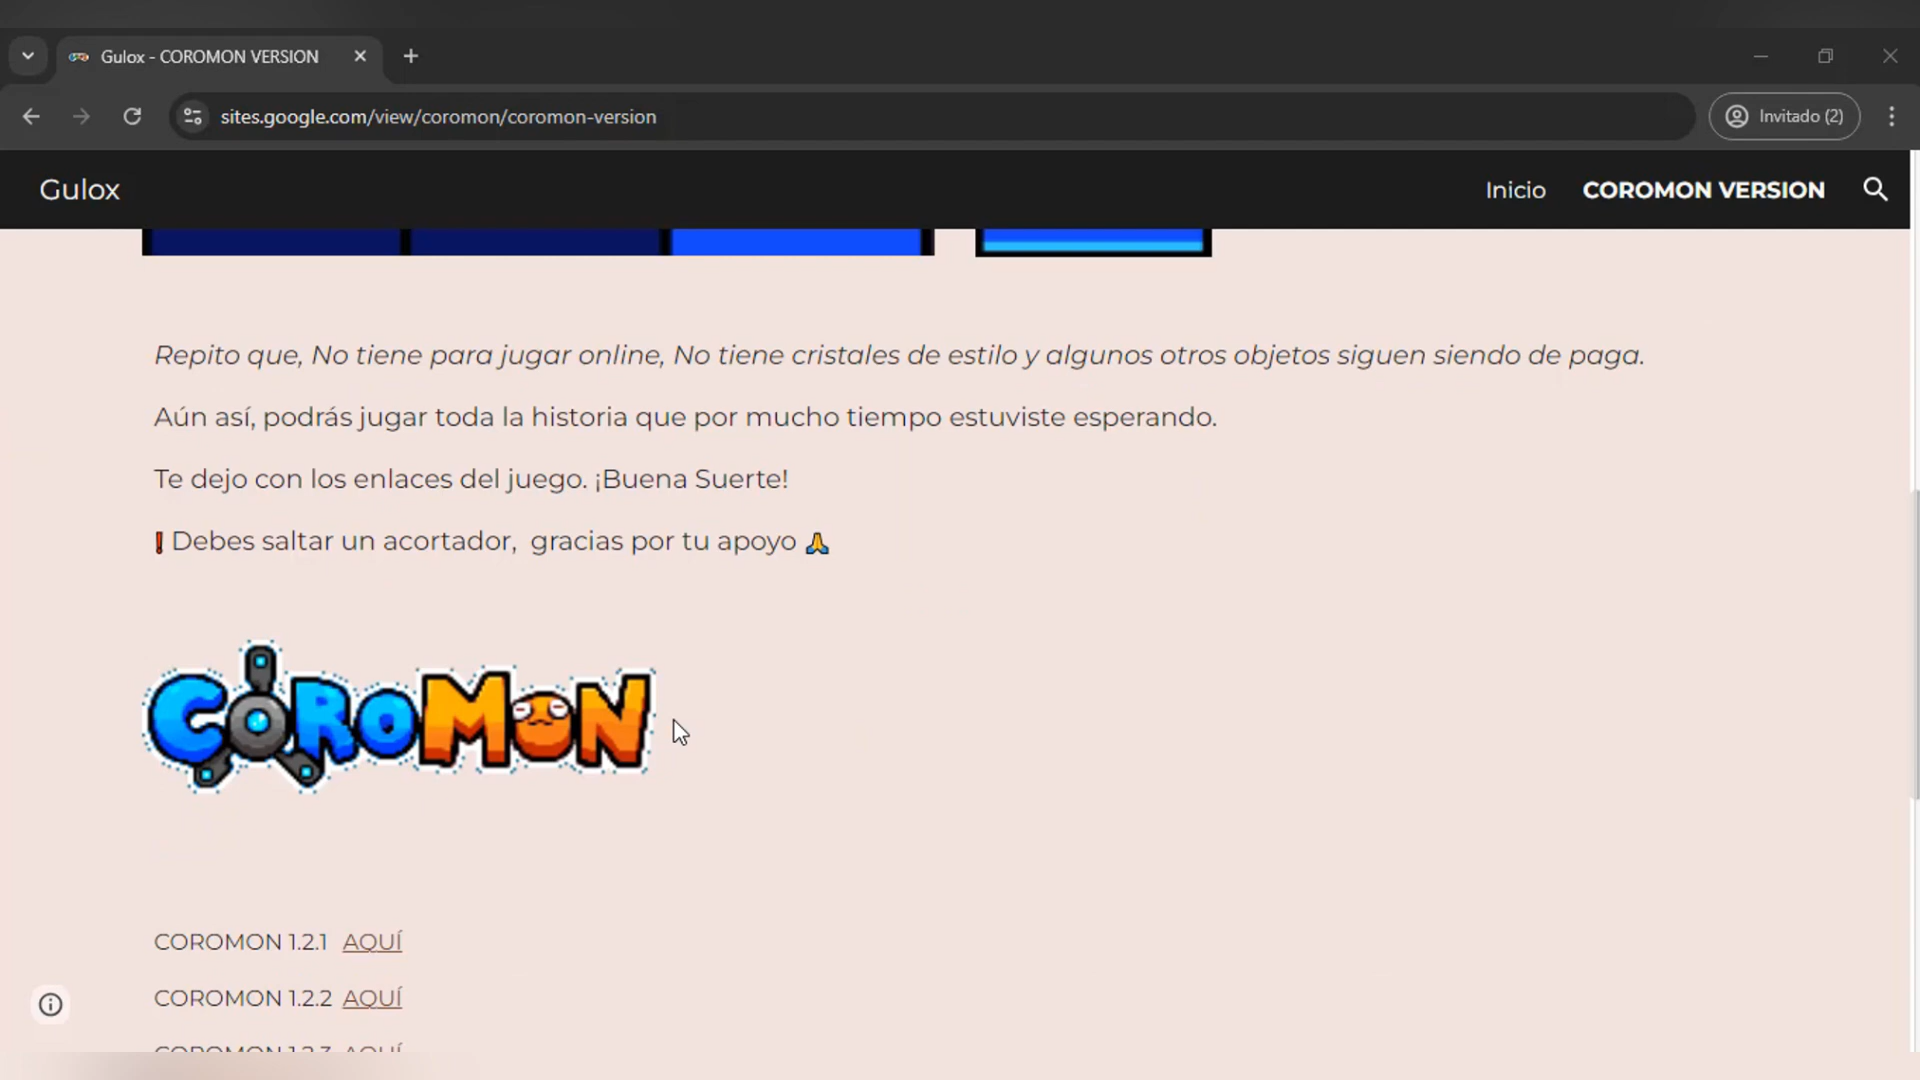 Gulox - COROMON VERSION
sites.google.com/view/coromon/coromon-version
Invitado (2)
Gulox
Inicio
COROMON VERSION
Repito que, No tiene para jugar online, No tiene cristales de estilo y algunos otros objetos siguen siendo de paga.
Aún así, podrás jugar toda la historia que por mucho tiempo estuviste esperando.
Te dejo con los enlaces del juego. ¡Buena Suerte!
❗Debes saltar un acortador,  gracias por tu apoyo 🙏
COROMON
COROMON 1.2.1 AQUÍ
COROMON 1.2.2 AQUÍ
COROMON 1.2.3 AQUÍ